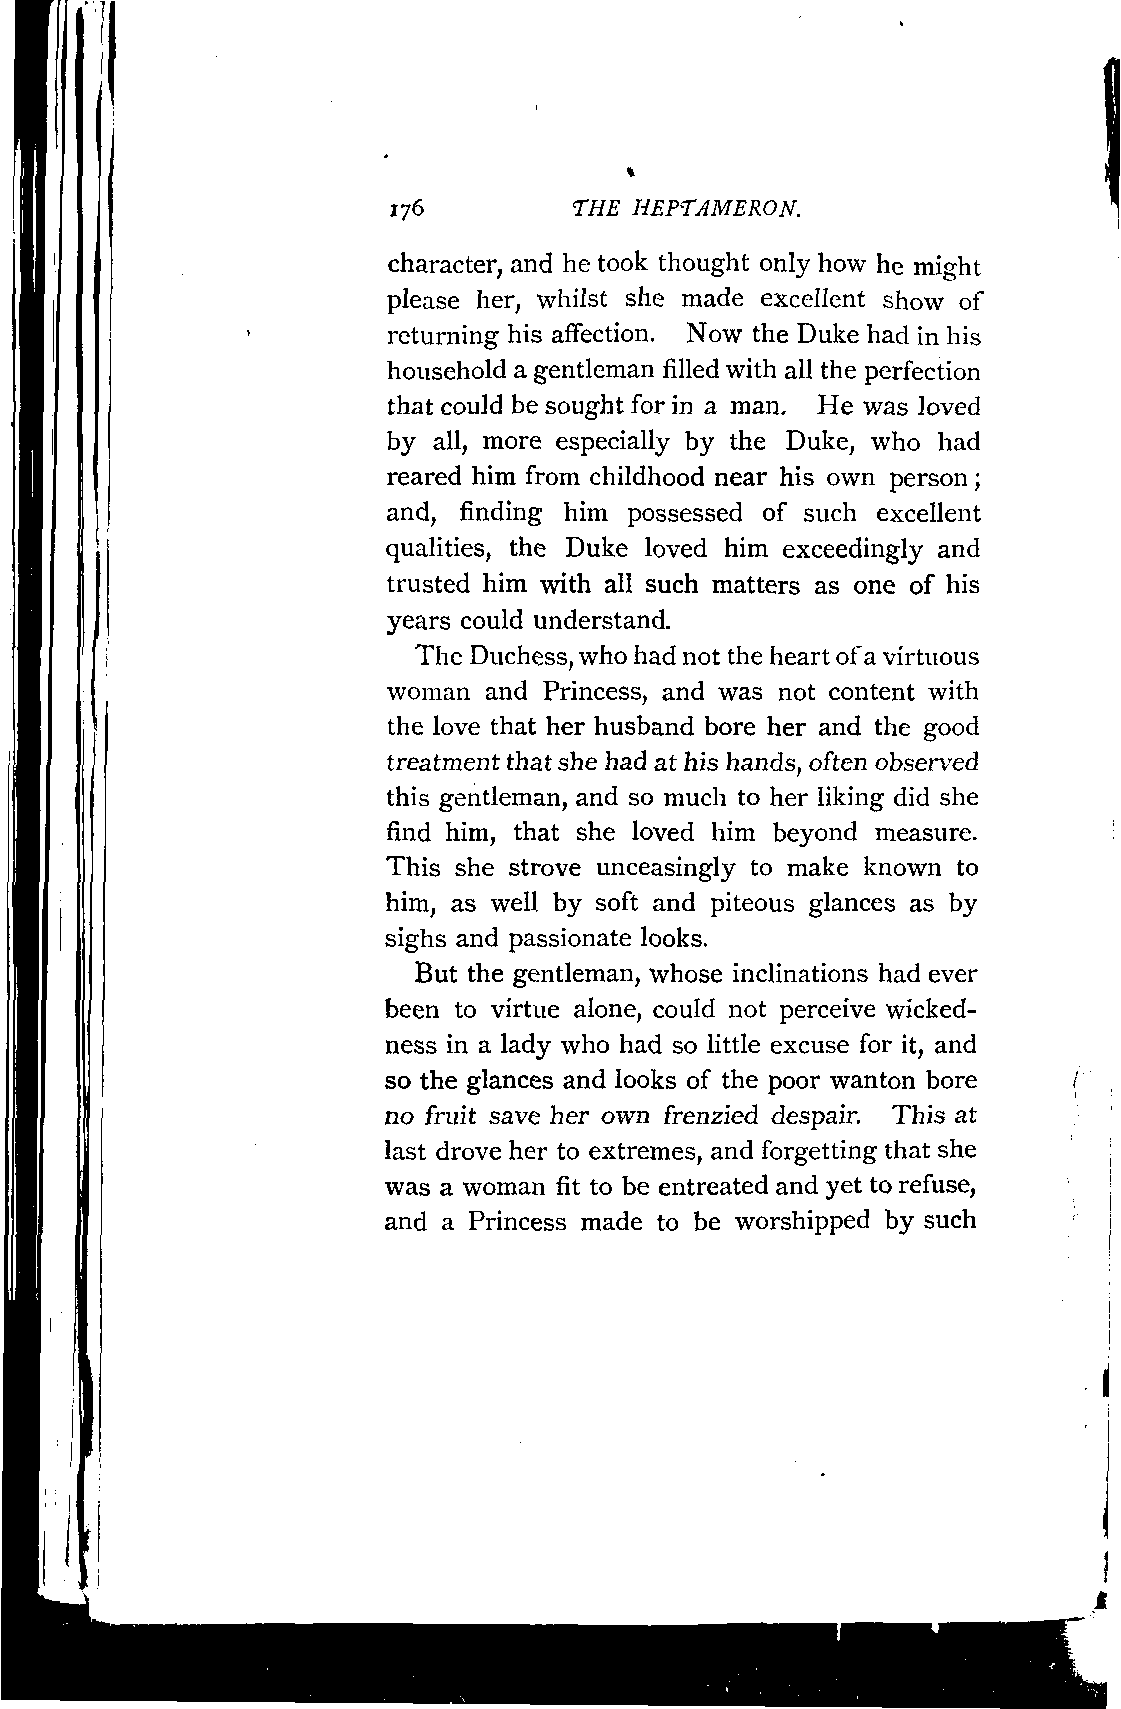 176 THE HEPTAMERON.
character, and he took thought only how he might
please her, whilst she made excellent show of
returning his affection. Now the Duke had in his
household a gentleman filled with all the perfection
that could be sought for in a man. He was loved
by all, more especially by the Duke, who had
reared him from childhood near his own person;
and, finding him possessed of such excellent
qualities, the Duke loved him exceedingly and
trusted him with all such matters as one of his
years could understand.
The Duchess, who had not the heart of a virtuous
woman and Princess, and was not content with
the love that her husband bore her and the good
treatment that she had at his hands, often observed
this gentleman, and so much to her liking did she
find him, that she loved him beyond measure.
This she strove unceasingly to make known to
him, as well by soft and piteous glances as by
sighs and passionate looks.
But the gentleman, whose inclinations had ever
been to virtue alone, could not perceive wicked-
ness in a lady who had so little excuse for it, and
so the glances and looks of the poor wanton bore
no fruit save her own frenzied despair. This at
last drove her to extremes, and forgetting that she
was a woman fit to be entreated and yet to refuse,
and a Princess made to be worshipped by such